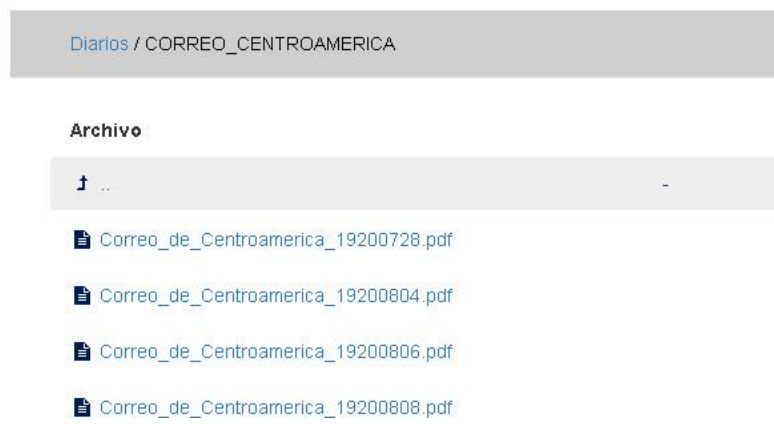 Diarios / CORREO_CENTROAMERICA
Archivo
.. -
Correo_de_Centroamerica_19200728.pdf
Correo_de_Centroamerica_19200804.pdf
Correo_de_Centroamerica_19200806.pdf
Correo_de_Centroamerica_19200808.pdf